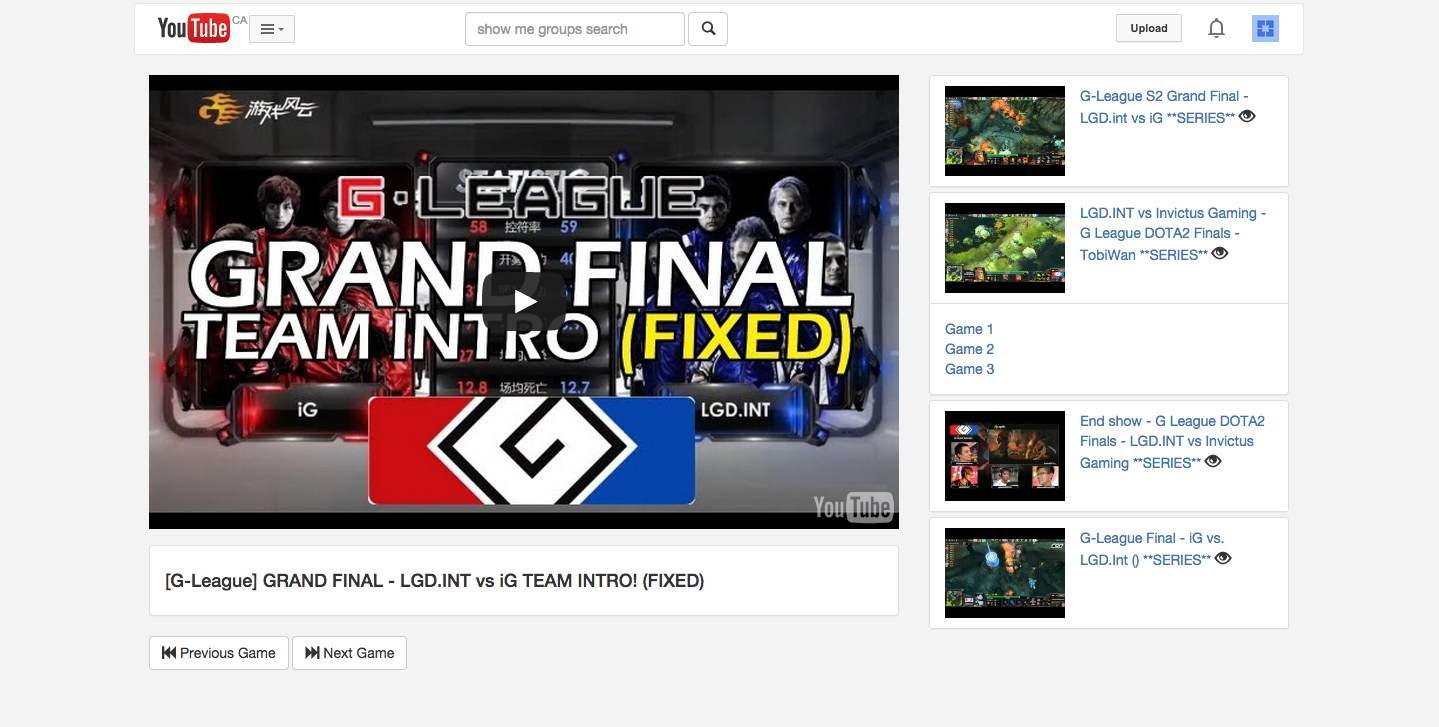 YouTube CA
show me groups search
Upload
游戏风云
STATISTIC
G·LEAGUE
58 控符率 59
GRAND FINAL
TEAM INTRO (FIXED)
12.8 场均死亡 12.7
iG
LGD.INT
YouTube
[G-League] GRAND FINAL - LGD.INT vs iG TEAM INTRO! (FIXED)
Previous Game
Next Game
G-League S2 Grand Final -
LGD.int vs iG **SERIES**
LGD.INT vs Invictus Gaming -
G League DOTA2 Finals -
TobiWan **SERIES**
Game 1
Game 2
Game 3
End show - G League DOTA2
Finals - LGD.INT vs Invictus
Gaming **SERIES**
G-League Final - iG vs.
LGD.Int () **SERIES**